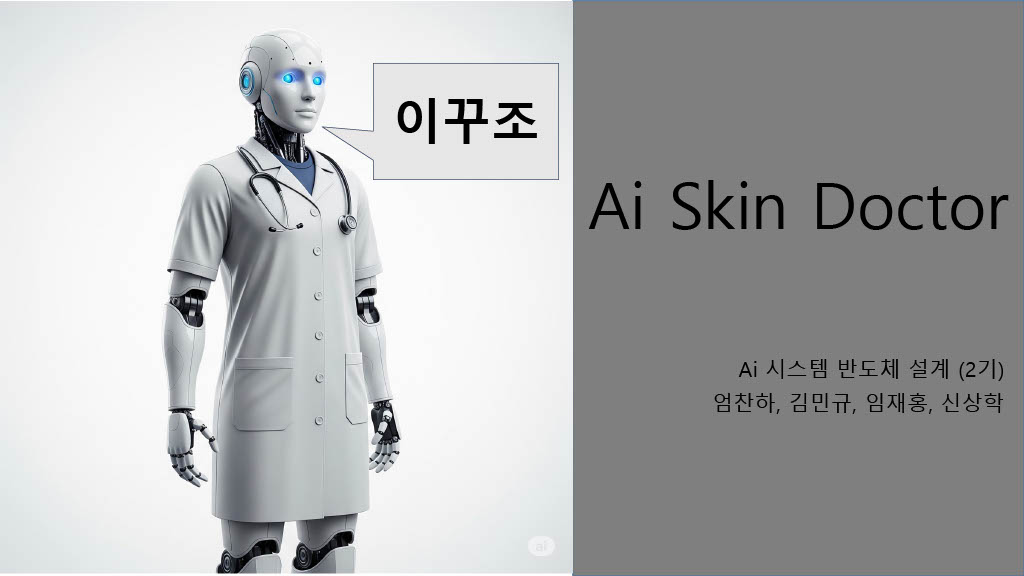 이꾸조
Ai Skin Doctor
Ai 시스템 반도체 설계 (2기)
엄찬하, 김민규, 임재홍, 신상학
ai